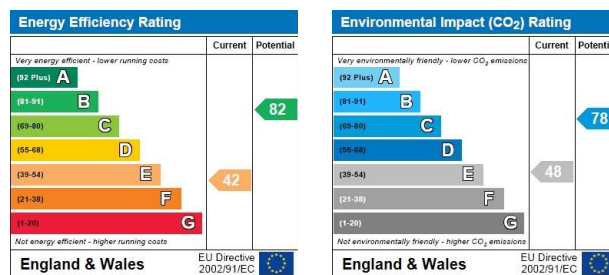 Energy Efficiency Rating
Current Potential
Very energy efficient - lower running costs
(92 Plus) A
(81-91) B
82
(69-80) C
(55-68) D
(39-54) E
42
(21-38) F
(1-20) G
Not energy efficient - higher running costs
England & Wales
EU Directive
2002/91/EC
Environmental Impact (CO₂) Rating
Current Potenti
Very environmentally friendly - lower CO₂ emissions
(92 Plus) A
(81-91) B
(69-80) C
78
(55-68) D
(39-54) E
48
(21-38) F
(1-20) G
Not environmentally friendly - higher CO₂ emissions
England & Wales
EU Directive
2002/91/EC